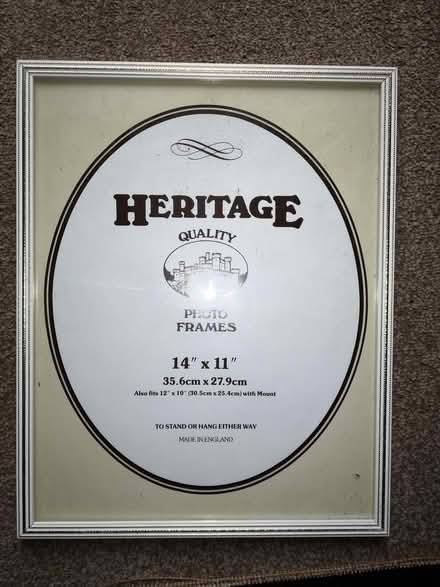 HERITAGE
QUALITY
PHOTO
FRAMES
14" x 11"
35.6cm x 27.9cm
Also fits 12" x 10" (30.5cm x 25.4cm) with Mount
TO STAND OR HANG EITHER WAY
MADE IN ENGLAND